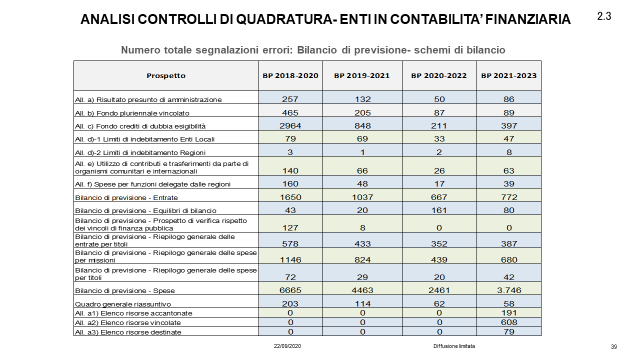 ANALISI CONTROLLI DI QUADRATURA- ENTI IN CONTABILITA' FINANZIARIA
2.3
Numero totale segnalazioni errori: Bilancio di previsione- schemi di bilancio
Prospetto BP 2018-2020 BP 2019-2021 BP 2020-2022 BP 2021-2023
All. a) Risultato presunto di amministrazione 257 132 50 86
All. b) Fondo pluriennale vincolato 465 205 87 89
All. c) Fondo crediti di dubbia esigibilità 2964 848 211 397
All. d)-1 Limiti di indebitamento Enti Locali 79 69 33 47
All. d)-2 Limiti di indebitamento Regioni 3 1 2 8
All. e) Utilizzo di contributi e trasferimenti da parte di
organismi comunitari e internazionali 140 66 26 63
All. f) Spese per funzioni delegate dalle regioni 160 48 17 39
Bilancio di previsione - Entrate 1650 1037 667 772
Bilancio di previsione - Equilibri di bilancio 43 20 161 80
Bilancio di previsione - Prospetto di verifica rispetto
dei vincoli di finanza pubblica 127 8 0 0
Bilancio di previsione - Riepilogo generale delle
entrate per titoli 578 433 352 387
Bilancio di previsione - Riepilogo generale delle spese
per missioni 1146 824 439 680
Bilancio di previsione - Riepilogo generale delle spese
per titoli 72 29 20 42
Bilancio di previsione - Spese 6665 4463 2461 3.746
Quadro generale riassuntivo 203 114 62 58
All. a1) Elenco risorse accantonate 0 0 0 191
All. a2) Elenco risorse vincolate 0 0 0 608
All. a3) Elenco risorse destinate 0 0 0 79
22/09/2020 Diffusione limitata 39